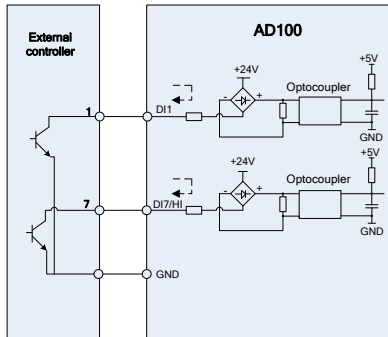 External
controller
AD100
+24V
+5V
Optocoupler
- +
1
DI1
GND
+24V
+5V
Optocoupler
- +
7
DI7/HI
GND
GND